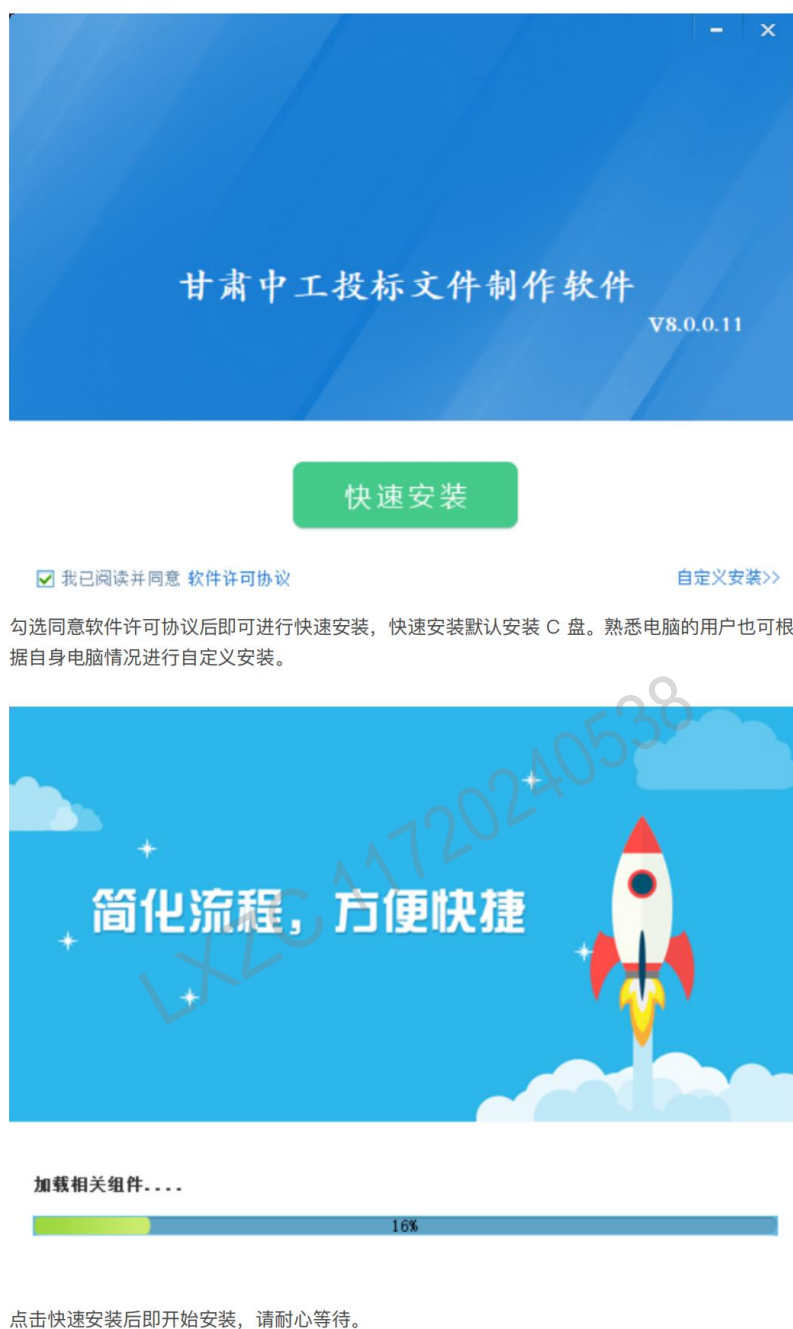 甘肃中工投标文件制作软件
V8.0.0.11
快速安装
我已阅读并同意 软件许可协议
自定义安装>>
勾选同意软件许可协议后即可进行快速安装，快速安装默认安装 C 盘。熟悉电脑的用户也可根
据自身电脑情况进行自定义安装。
LXZC 11720240538
简化流程，方便快捷
加载相关组件....
16%
点击快速安装后即开始安装，请耐心等待。